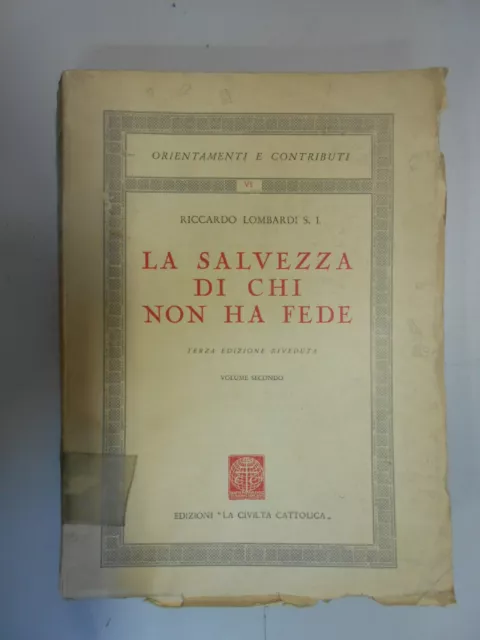 ORIENTAMENTI E CONTRIBUTI
VI
RICCARDO LOMBARDI S. I.
LA SALVEZZA
DI CHI
NON HA FEDE
TERZA EDIZIONE RIVEDUTA
VOLUME SECONDO
EDIZIONI "LA CIVILTÀ CATTOLICA„